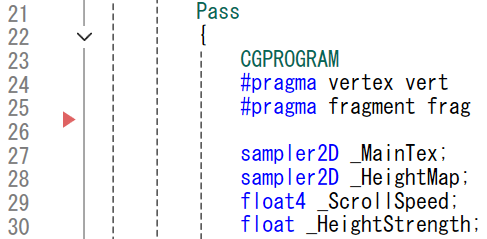 21 Pass
22 {
23 CGPROGRAM
24 #pragma vertex vert
25 #pragma fragment frag
26
27 sampler2D _MainTex;
28 sampler2D _HeightMap;
29 float4 _ScrollSpeed;
30 float _HeightStrength;